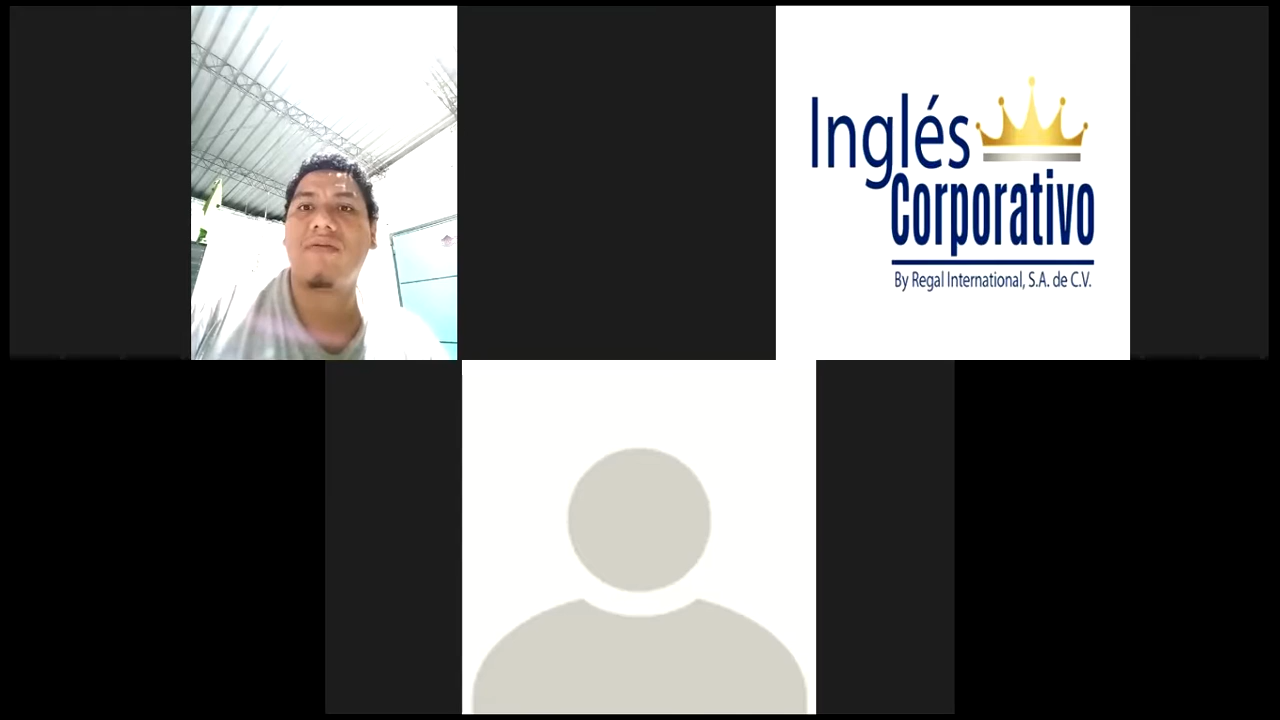 Inglés
Corporativo
By Regal International, S.A. de C.V.